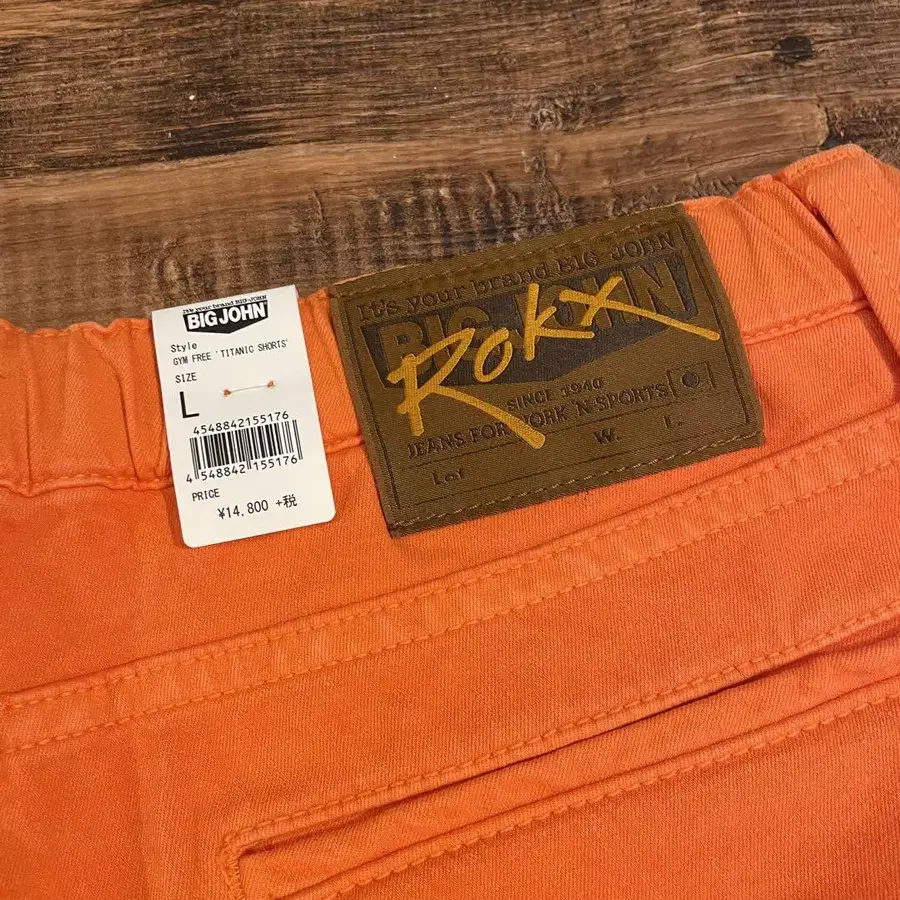 It's your brand BIG-JOHN
BIG JOHN
Style
GYM FREE 'TITANIC SHORTS'
SIZE
L
4548842155176
4 548842 155176
PRICE
¥14.800 +税
It's your brand BIG JOHN
BIG JOHN
Rokx
SINCE 1940
JEANS FOR WORK 'N SPORTS
Lot W. L.